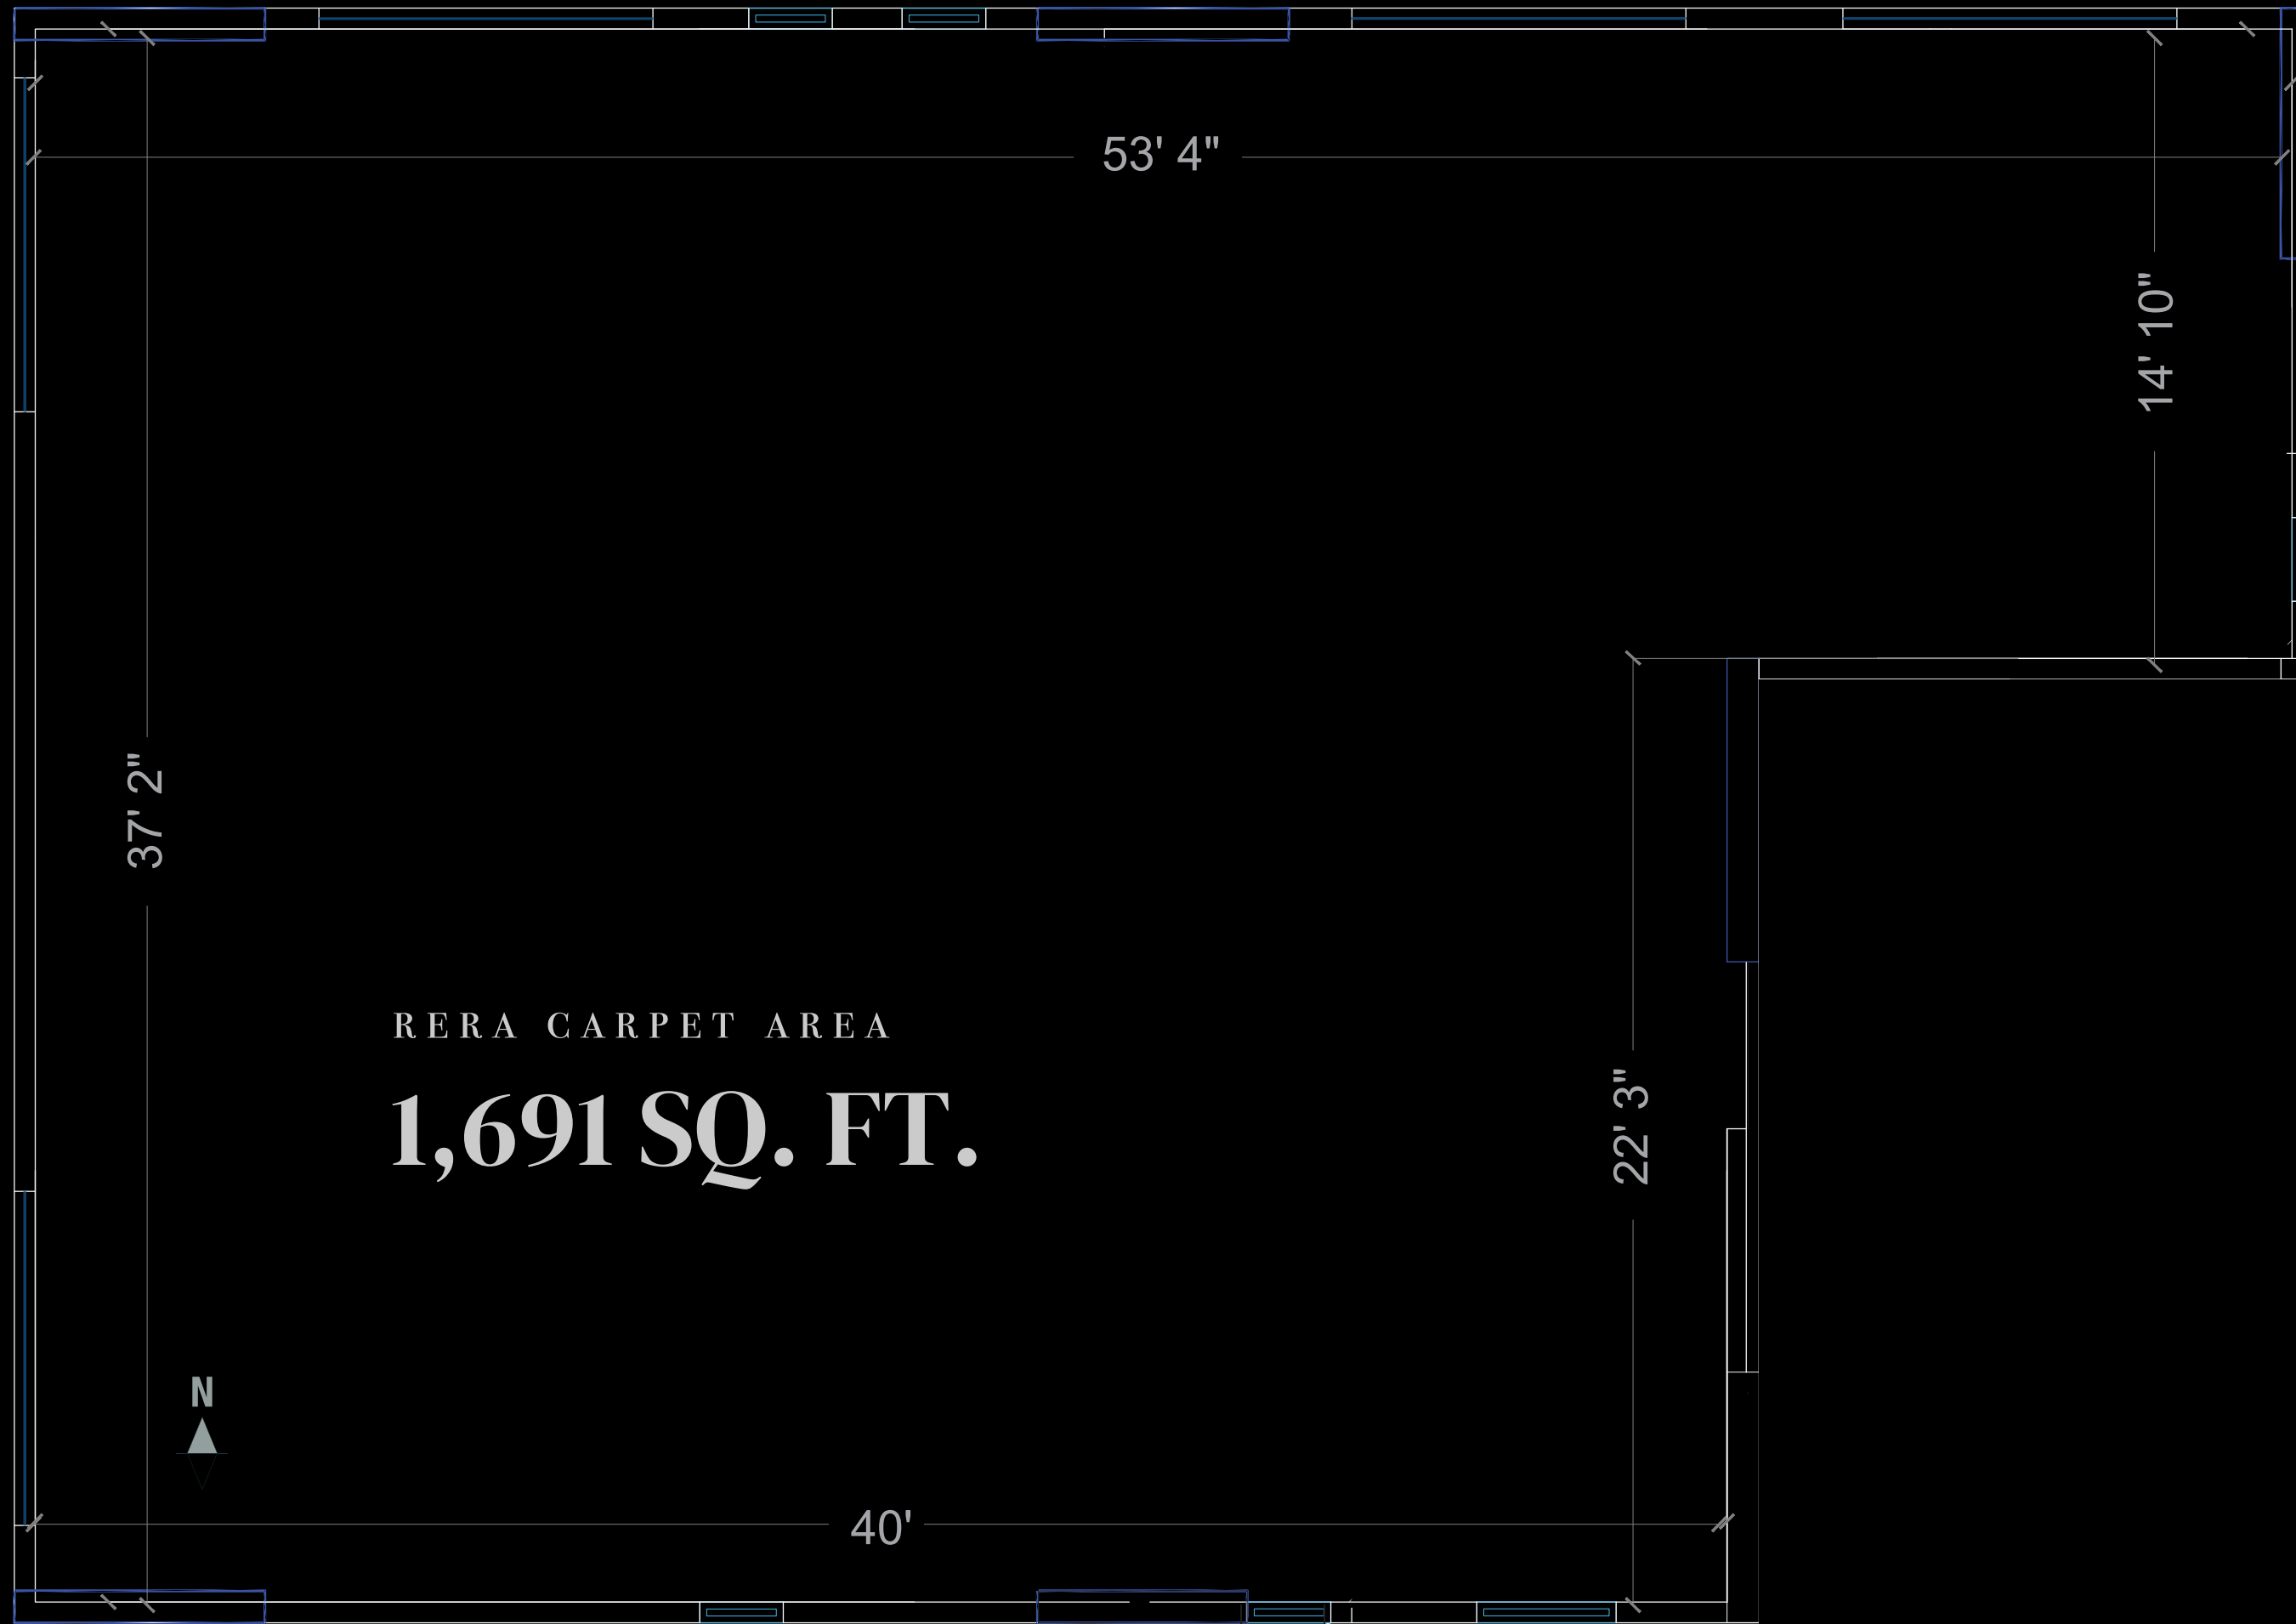 53' 4"
14' 10"
37' 2"
RERA CARPET AREA
1,691 SQ. FT.
22' 3"
N
40'